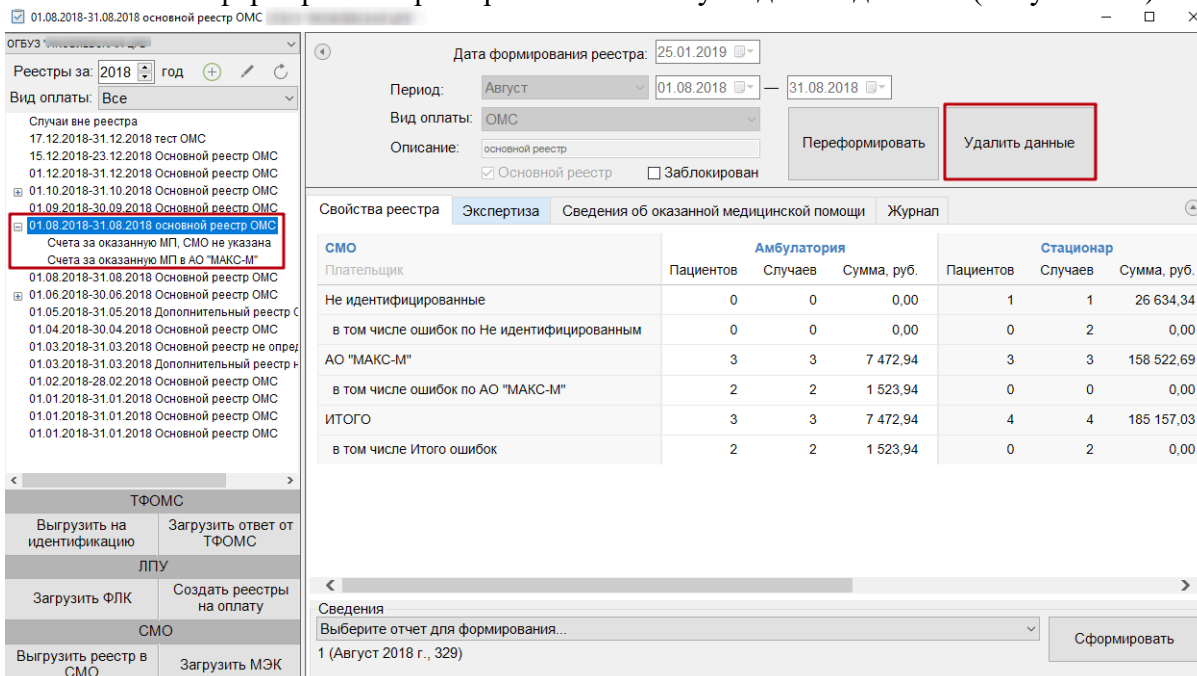 01.08.2018-31.08.2018 основной реестр ОМС
ОГБУЗ
Реестры за: 2018 год
Вид оплаты: Все
Случаи вне реестра
17.12.2018-31.12.2018 тест ОМС
15.12.2018-23.12.2018 Основной реестр ОМС
01.12.2018-31.12.2018 Основной реестр ОМС
01.10.2018-31.10.2018 Основной реестр ОМС
01.09.2018-30.09.2018 Основной реестр ОМС
01.08.2018-31.08.2018 основной реестр ОМС
Счета за оказанную МП, СМО не указана
Счета за оказанную МП в АО "МАКС-М"
01.08.2018-31.08.2018 Основной реестр ОМС
01.06.2018-30.06.2018 Основной реестр ОМС
01.05.2018-31.05.2018 Дополнительный реестр
01.04.2018-30.04.2018 Основной реестр ОМС
01.03.2018-31.03.2018 Основной реестр не опред
01.03.2018-31.03.2018 Дополнительный реестр н
01.02.2018-28.02.2018 Основной реестр ОМС
01.01.2018-31.01.2018 Основной реестр ОМС
01.01.2018-31.01.2018 Основной реестр ОМС
01.01.2018-31.01.2018 Основной реестр ОМС
ТФОМС
Выгрузить на идентификацию
Загрузить ответ от ТФОМС
ЛПУ
Загрузить ФЛК
Создать реестры на оплату
СМО
Выгрузить реестр в СМО
Загрузить МЭК
Дата формирования реестра: 25.01.2019
Период: Август 01.08.2018 — 31.08.2018
Вид оплаты: ОМС
Описание: основной реестр
Основной реестр Заблокирован
Переформировать
Удалить данные
Свойства реестра Экспертиза Сведения об оказанной медицинской помощи Журнал
СМО Амбулатория Стационар
Плательщик Пациентов Случаев Сумма, руб. Пациентов Случаев Сумма, руб.
Не идентифицированные 0 0 0,00 1 1 26 634,34
в том числе ошибок по Не идентифицированным 0 0 0,00 0 2 0,00
АО "МАКС-М" 3 3 7 472,94 3 3 158 522,69
в том числе ошибок по АО "МАКС-М" 2 2 1 523,94 0 0 0,00
ИТОГО 3 3 7 472,94 4 4 185 157,03
в том числе Итого ошибок 2 2 1 523,94 0 2 0,00
Сведения
Выберите отчет для формирования...
Сформировать
1 (Август 2018 г., 329)